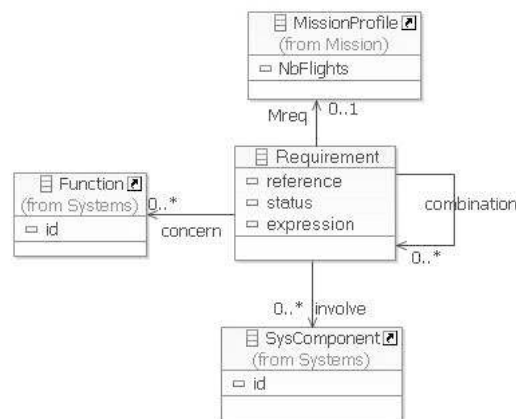 MissionProfile
(from Mission)
NbFlights
Mreq 0..1
Requirement
reference
status
expression
combination
0..*
Function
(from Systems)
id
0..*
concern
0..* involve
SysComponent
(from Systems)
id